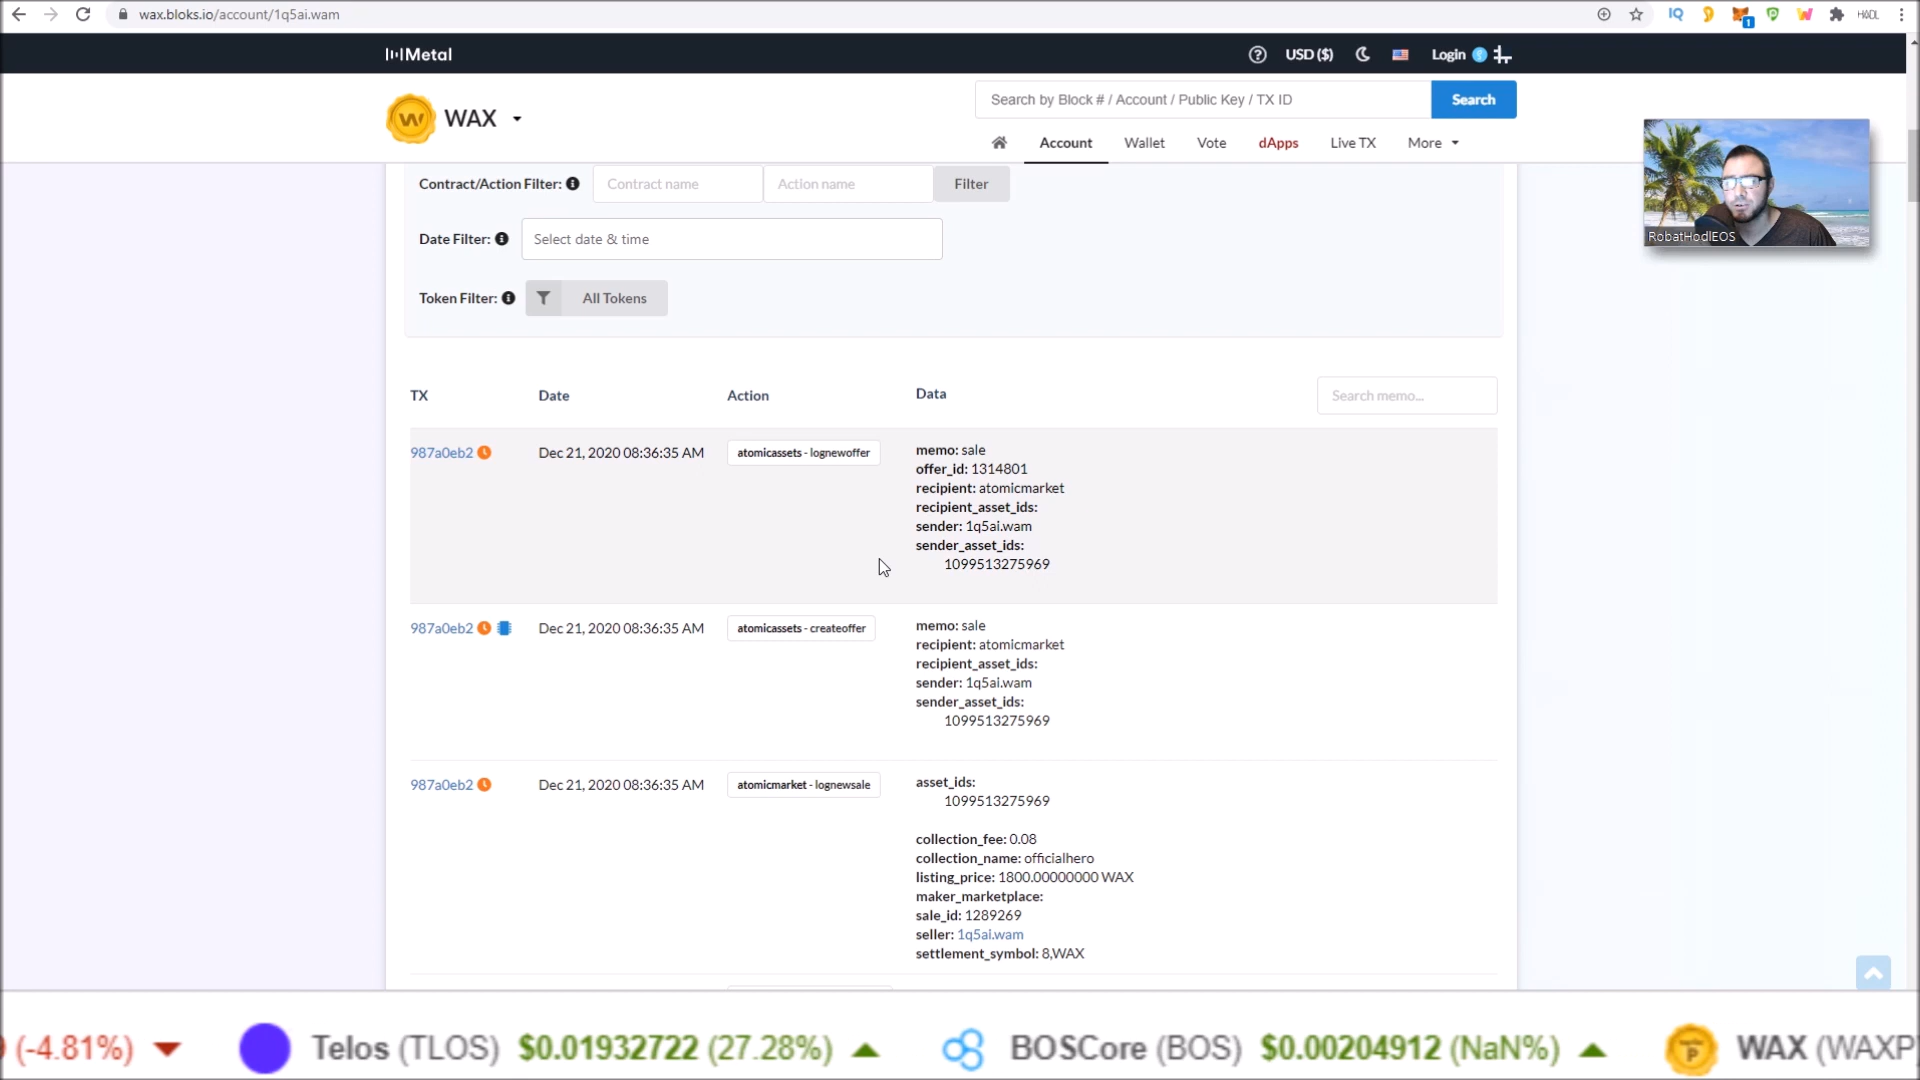 wax.bloks.io/account/1q5ai.wam
IQ
1
HŌDL
Metal
USD ($)
Login
WAX
Search by Block # / Account / Public Key / TX ID
Search
Account
Wallet
Vote
dApps
Live TX
More
RobatHodlEOS
Contract/Action Filter:
Contract name
Action name
Filter
Date Filter:
Select date & time
Token Filter:
All Tokens
TX
Date
Action
Data
Search memo...
987a0eb2
Dec 21, 2020 08:36:35 AM
atomicassets - lognewoffer
memo: sale
offer_id: 1314801
recipient: atomicmarket
recipient_asset_ids:
sender: 1q5ai.wam
sender_asset_ids:
1099513275969
987a0eb2
Dec 21, 2020 08:36:35 AM
atomicassets - createoffer
memo: sale
recipient: atomicmarket
recipient_asset_ids:
sender: 1q5ai.wam
sender_asset_ids:
1099513275969
987a0eb2
Dec 21, 2020 08:36:35 AM
atomicmarket - lognewsale
asset_ids:
1099513275969
collection_fee: 0.08
collection_name: officialhero
listing_price: 1800.00000000 WAX
maker_marketplace:
sale_id: 1289269
seller: 1q5ai.wam
settlement_symbol: 8,WAX
(-4.81%)
Telos (TLOS) $0.01932722 (27.28%)
BOSCore (BOS) $0.00204912 (NaN%)
WAX (WAXP